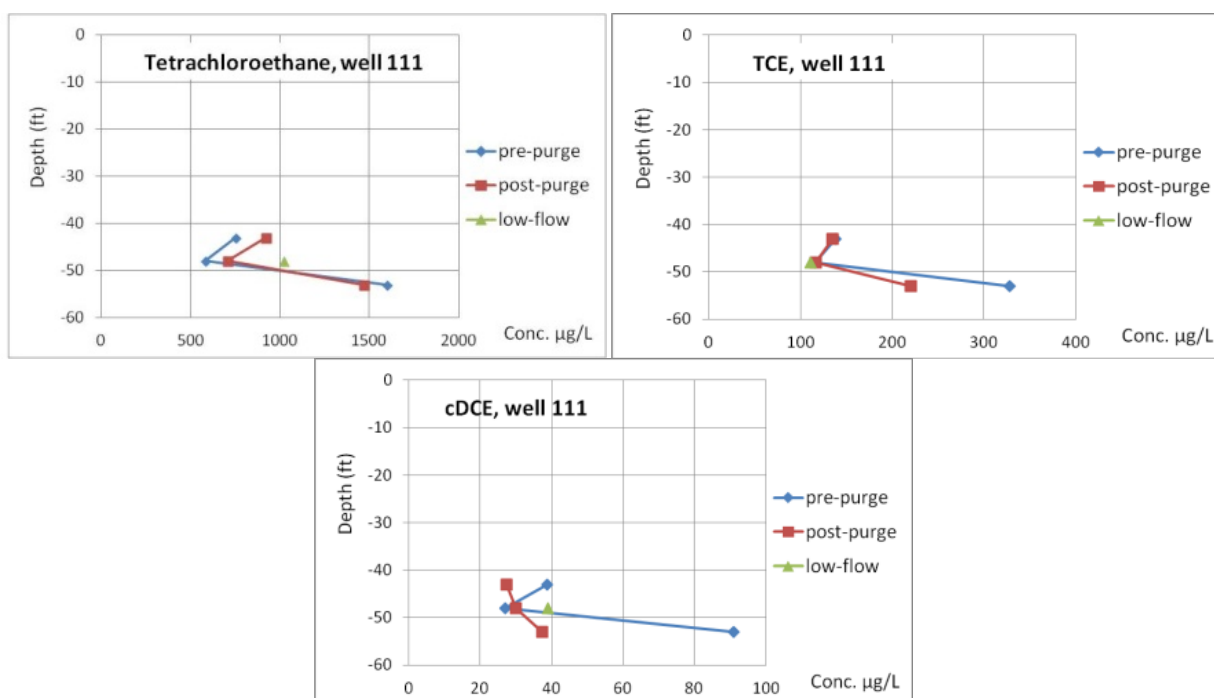 Tetrachloroethane, well 111
0
-10
-20
-30
-40
-50
-60
Depth (ft)
0 500 1000 1500 2000
Conc. µg/L
pre-purge
post-purge
low-flow
TCE, well 111
0
-10
-20
-30
-40
-50
-60
Depth (ft)
0 100 200 300 400
Conc. µg/L
pre-purge
post-purge
low-flow
cDCE, well 111
0
-10
-20
-30
-40
-50
-60
Depth (ft)
0 20 40 60 80 100
Conc. µg/L
pre-purge
post-purge
low-flow